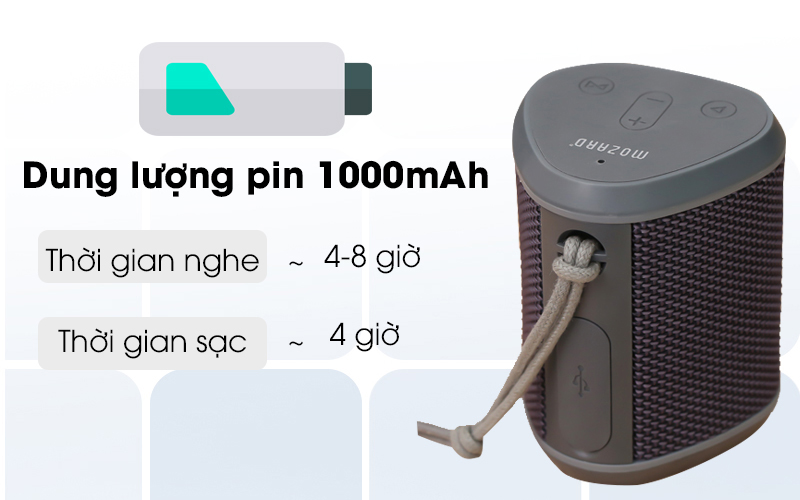 Dung lượng pin 1000mAh
Thời gian nghe ~ 4-8 giờ
Thời gian sạc ~ 4 giờ
MOZARD